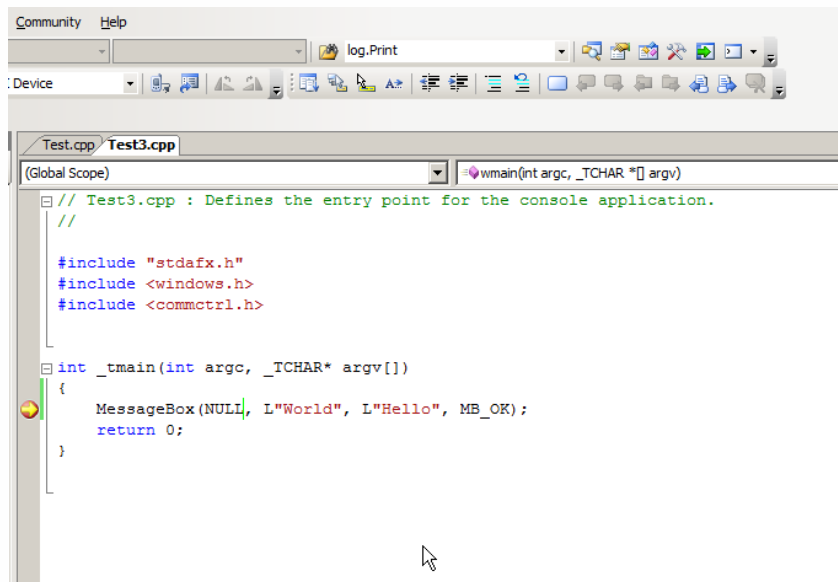 Community Help
log.Print
Device
Test.cpp Test3.cpp
(Global Scope) wmain(int argc, _TCHAR *[] argv)
// Test3.cpp : Defines the entry point for the console application.
//
#include "stdafx.h"
#include <windows.h>
#include <commctrl.h>
int _tmain(int argc, _TCHAR* argv[])
{
MessageBox(NULL, L"World", L"Hello", MB_OK);
return 0;
}